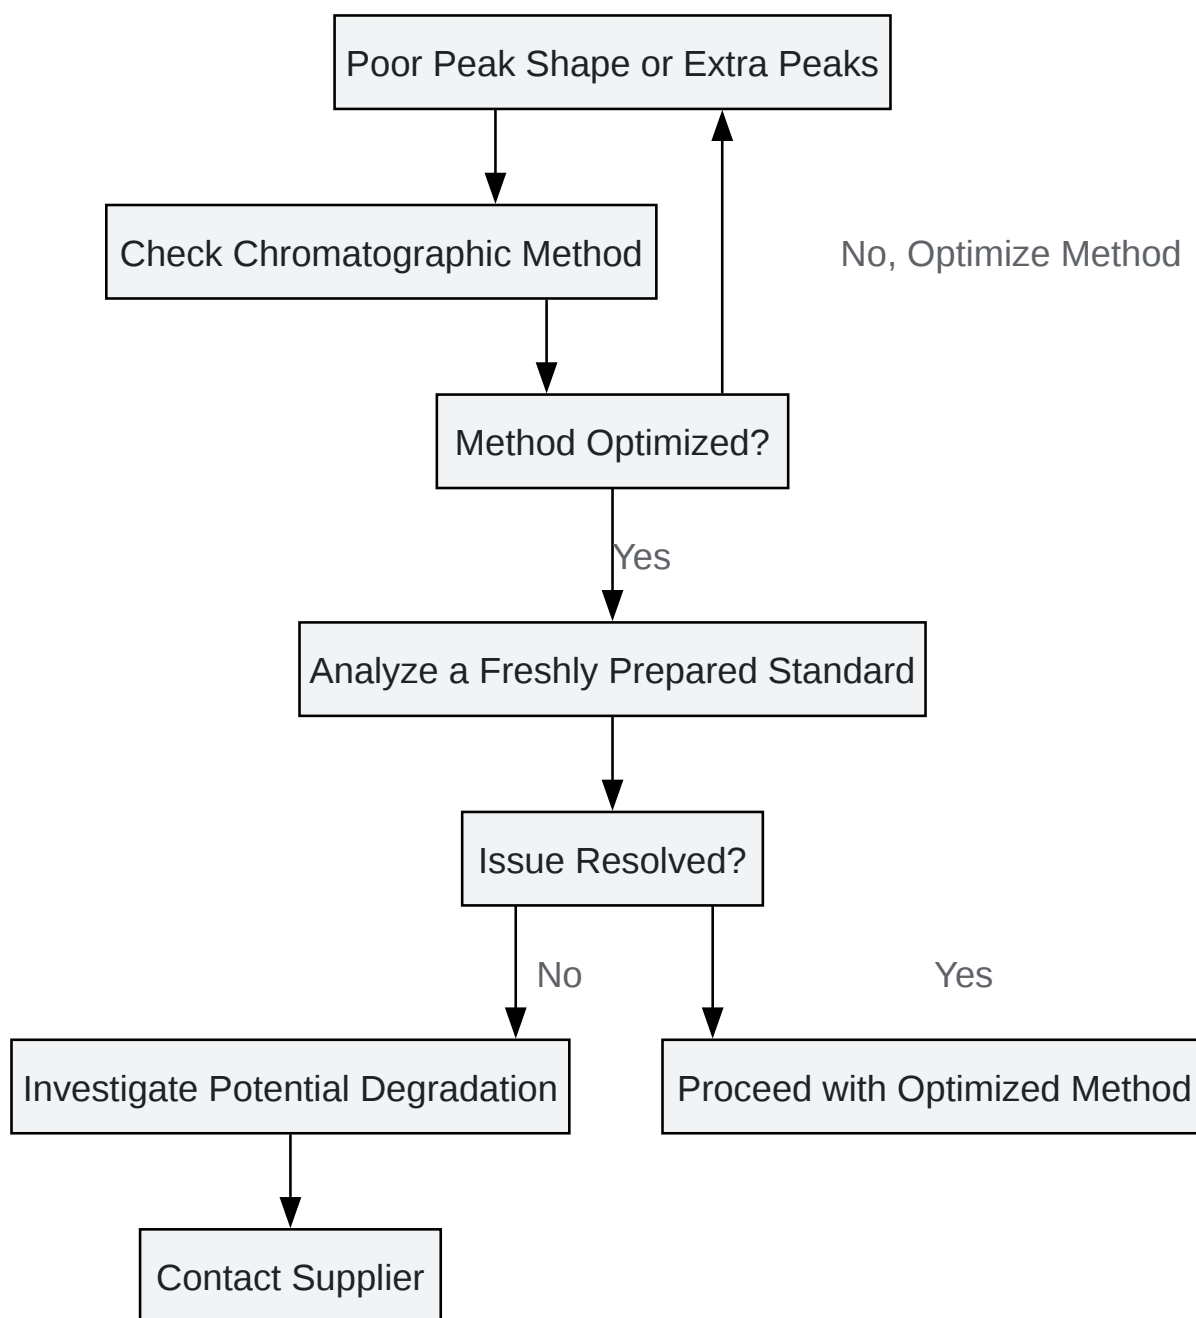 Poor Peak Shape or Extra Peaks
Check Chromatographic Method
No, Optimize Method
Method Optimized?
Yes
Analyze a Freshly Prepared Standard
Issue Resolved?
No
Yes
Investigate Potential Degradation
Proceed with Optimized Method
Contact Supplier